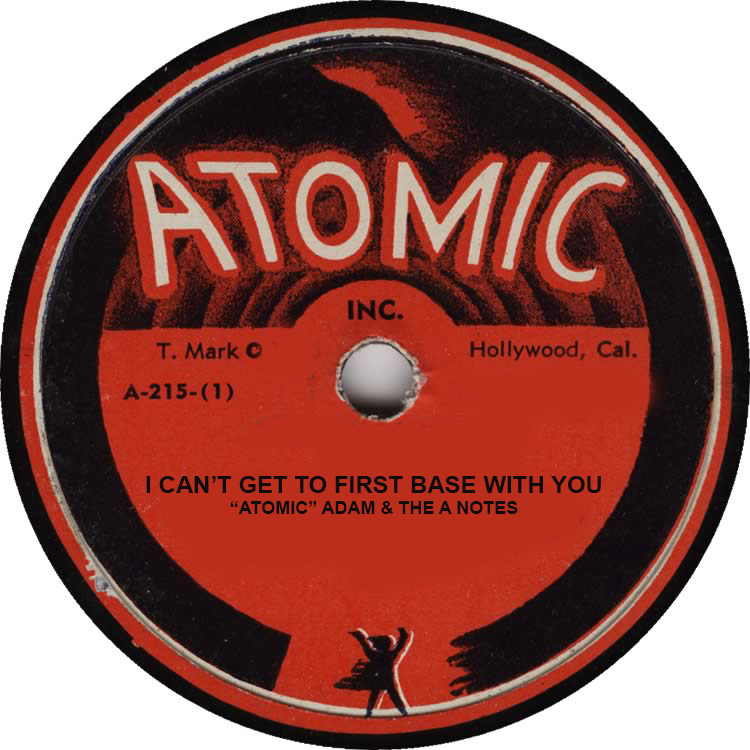 ATOMIC
INC.
T. Mark © Hollywood, Cal.
A-215-(1)
I CAN’T GET TO FIRST BASE WITH YOU
“ATOMIC” ADAM & THE A NOTES